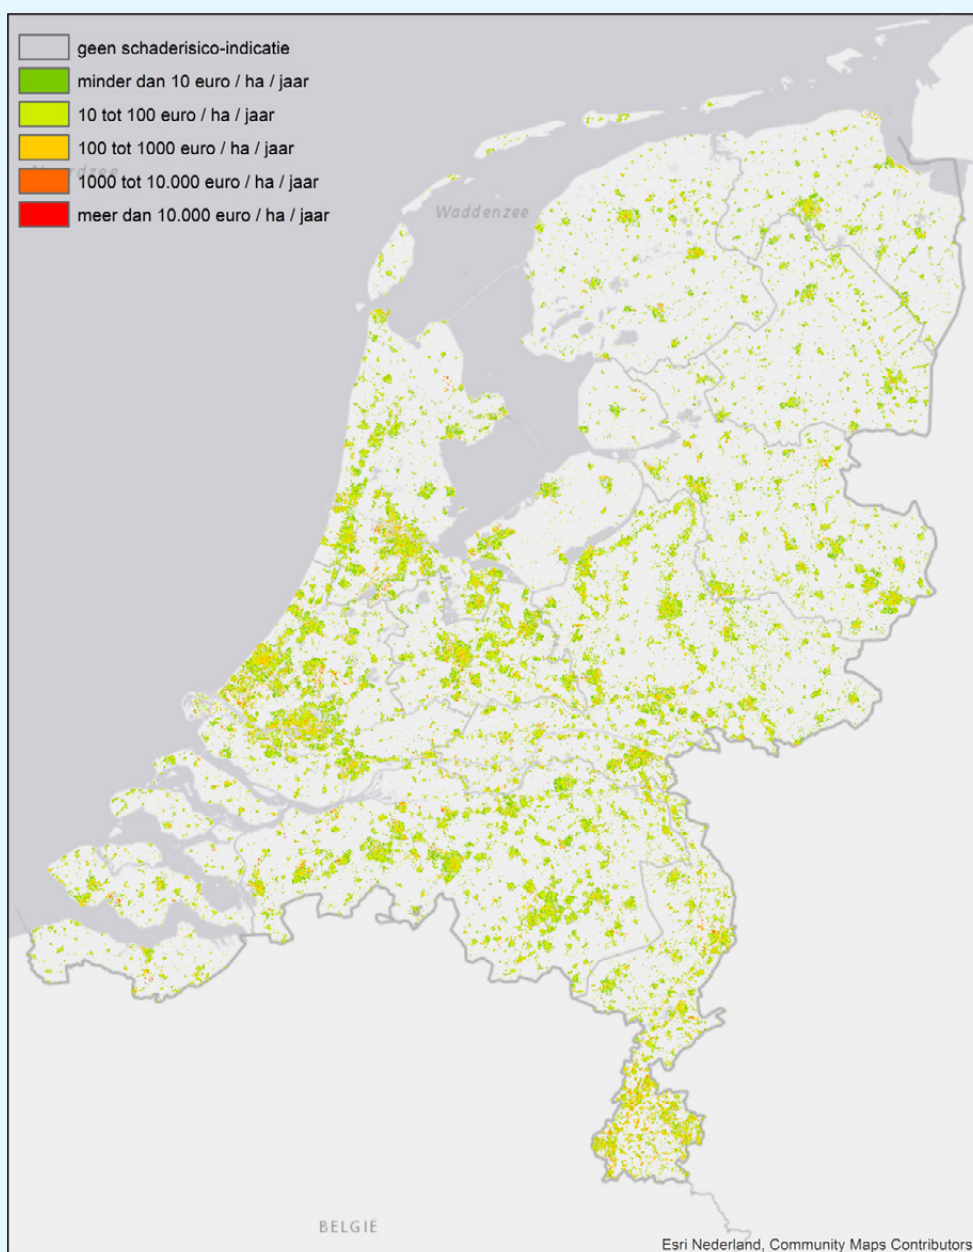 geen schaderisico-indicatie
minder dan 10 euro / ha / jaar
10 tot 100 euro / ha / jaar
100 tot 1000 euro / ha / jaar
1000 tot 10.000 euro / ha / jaar
meer dan 10.000 euro / ha / jaar
Waddenzee
BELGIË
Esri Nederland, Community Maps Contributors